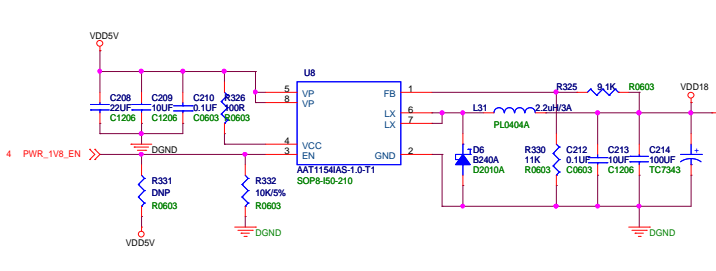 VDD5V
U8
C208
22UF
C1206
C209
10UF
C1206
C210
0.1UF
C0603
R326
100R
R0603
DGND
5 VP
8 VP
4 VCC
3 EN
FB 1
LX 6
LX 7
GND 2
AAT1154IAS-1.0-T1
SOP8-I50-210
4 PWR_1V8_EN
R331
DNP
R0603
VDD5V
R332
10K/5%
R0603
DGND
R325 9.1K R0603
VDD18
L31 2.2uH/3A
PL0404A
D6
B240A
D2010A
R330
11K
R0603
C212
0.1UF
C0603
C213
10UF
C1206
C214
100UF
TC7343
+
DGND